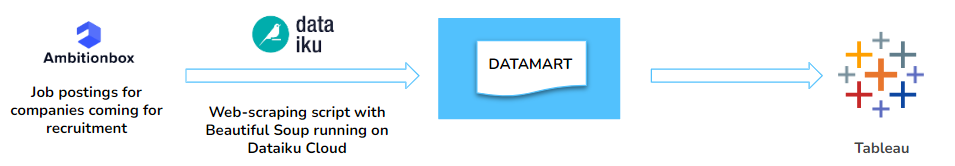 Ambitionbox
Job postings for
companies coming for
recruitment
data
iku
Web-scraping script with
Beautiful Soup running on
Dataiku Cloud
DATAMART
Tableau